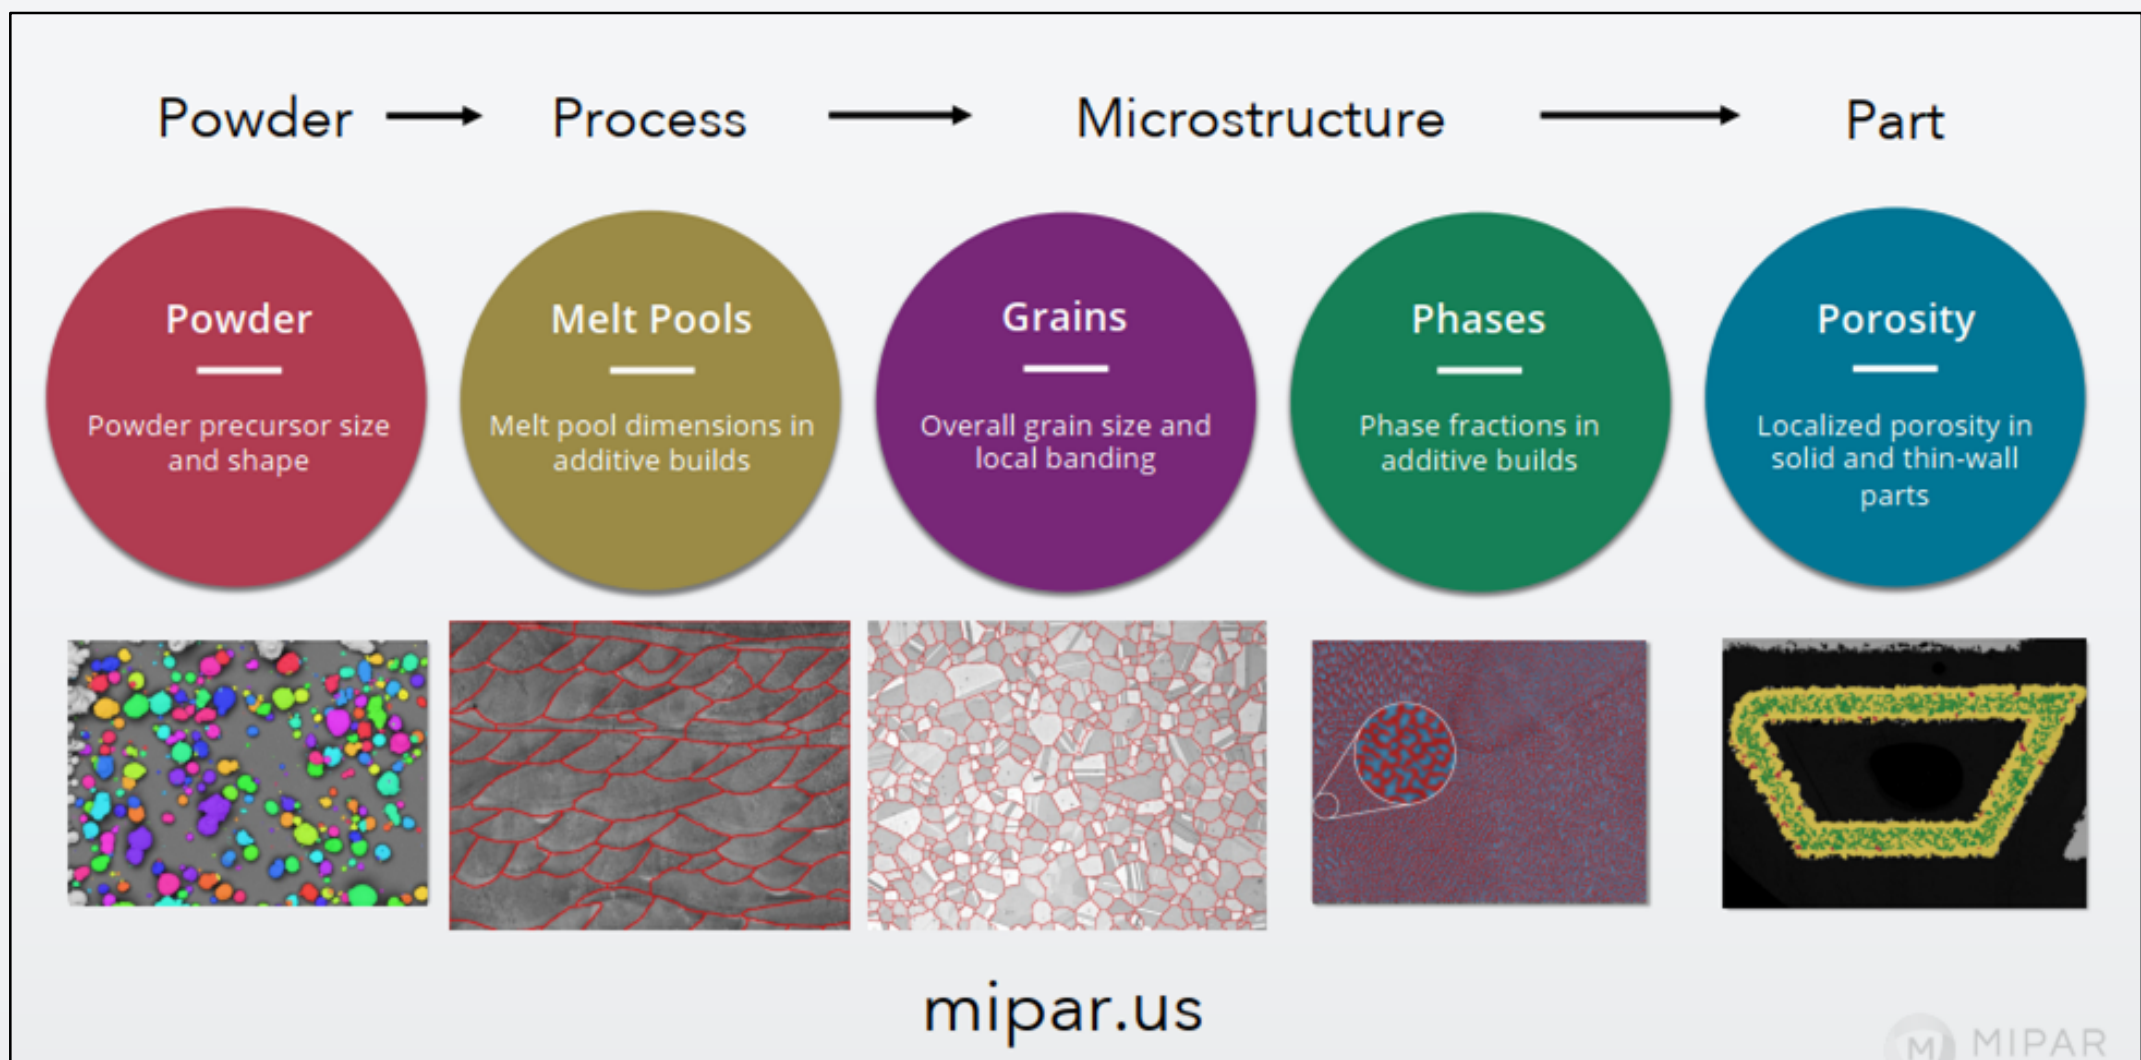 Powder
Process
Microstructure
Part
Powder
Powder precursor size
and shape
Melt Pools
Melt pool dimensions in
additive builds
Grains
Overall grain size and
local banding
Phases
Phase fractions in
additive builds
Porosity
Localized porosity in
solid and thin-wall
parts
mipar.us
M MIPAR